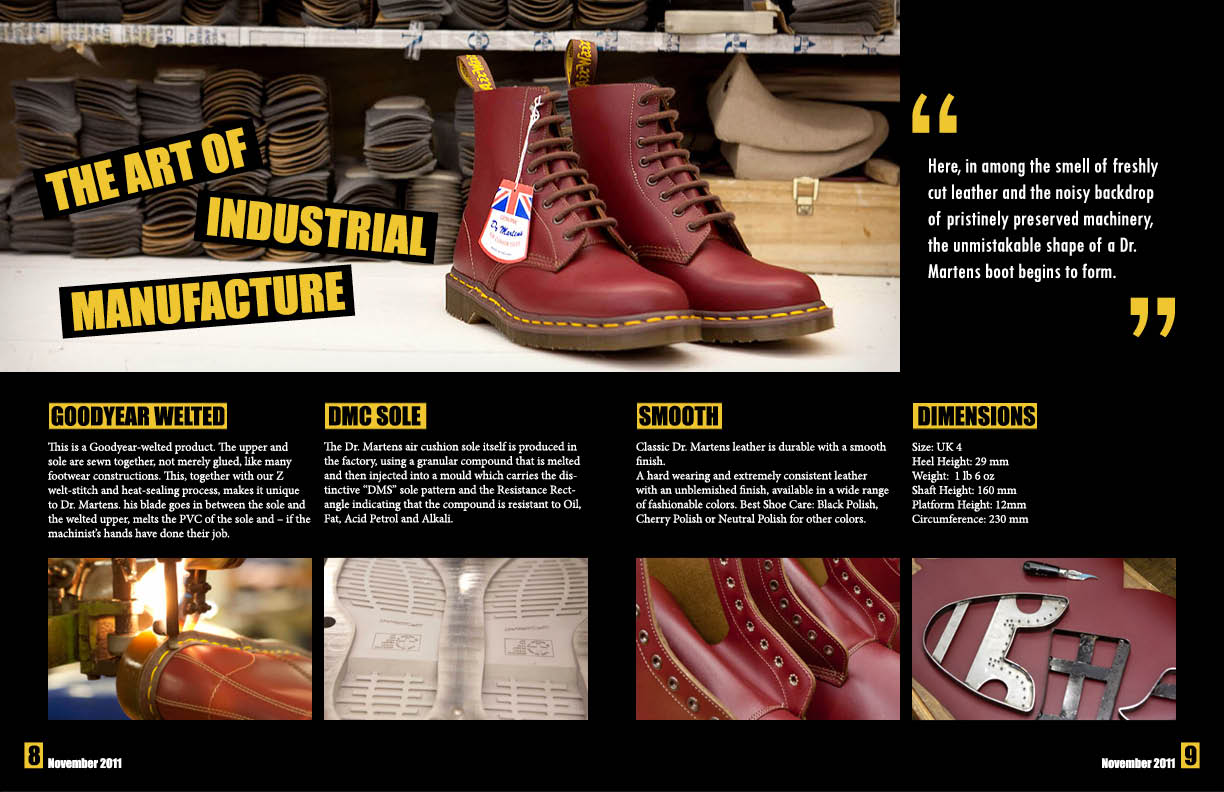 THE ART OF
INDUSTRIAL
MANUFACTURE
GENUINE
Dr. Martens
“
Here, in among the smell of freshly
cut leather and the noisy backdrop
of pristinely preserved machinery,
the unmistakable shape of a Dr.
Martens boot begins to form.
”
GOODYEAR WELTED
This is a Goodyear-welted product. The upper and
sole are sewn together, not merely glued, like many
footwear constructions. This, together with our Z
welt-stitch and heat-sealing process, makes it unique
to Dr. Martens. his blade goes in between the sole and
the welted upper, melts the PVC of the sole and – if the
machinist’s hands have done their job.
DMC SOLE
The Dr. Martens air cushion sole itself is produced in
the factory, using a granular compound that is melted
and then injected into a mould which carries the dis-
tinctive “DMS” sole pattern and the Resistance Rect-
angle indicating that the compound is resistant to Oil,
Fat, Acid Petrol and Alkali.
SMOOTH
Classic Dr. Martens leather is durable with a smooth
finish.
A hard wearing and extremely consistent leather
with an unblemished finish, available in a wide range
of fashionable colors. Best Shoe Care: Black Polish,
Cherry Polish or Neutral Polish for other colors.
DIMENSIONS
Size: UK 4
Heel Height: 29 mm
Weight:  1 lb 6 oz
Shaft Height: 160 mm
Platform Height: 12mm
Circumference: 230 mm
8 November 2011
November 2011 9